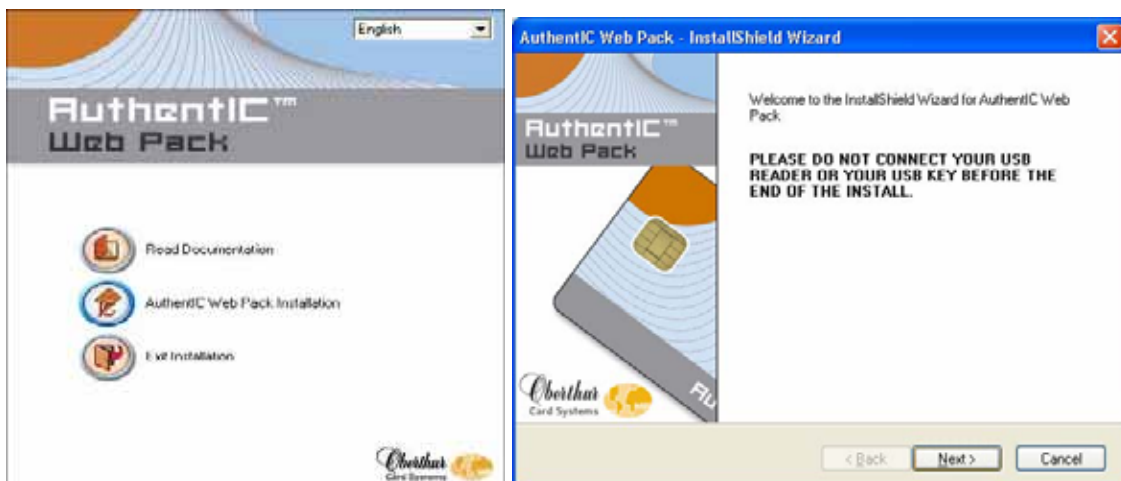 English
AuthentIC™
Web Pack
Read Documentation
AuthentIC Web Pack Installation
Exit Installation
Oberthur
Card Systems
AuthentIC Web Pack - InstallShield Wizard
AuthentIC™
Web Pack
Welcome to the InstallShield Wizard for AuthentIC Web
Pack
PLEASE DO NOT CONNECT YOUR USB
READER OR YOUR USB KEY BEFORE THE
END OF THE INSTALL.
Au
Oberthur
Card Systems
< Back
Next >
Cancel